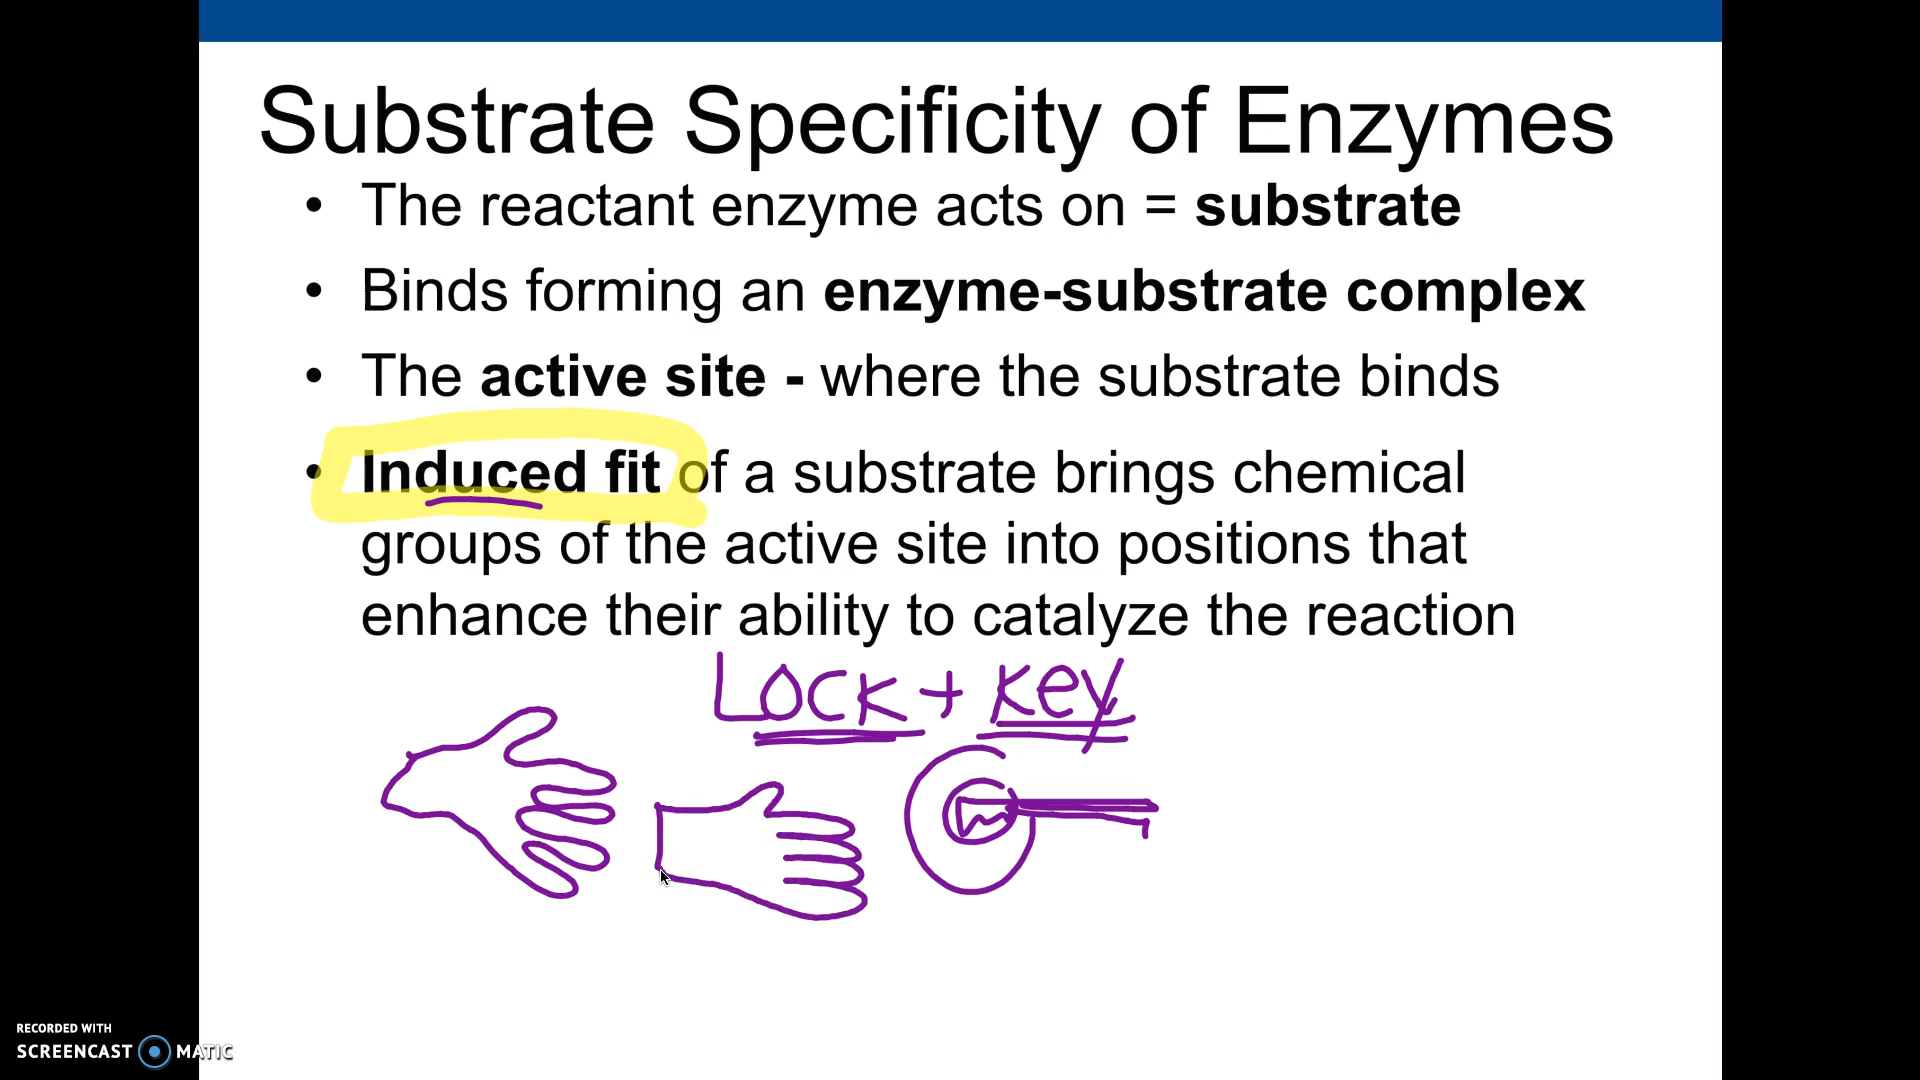 Substrate Specificity of Enzymes
• The reactant enzyme acts on = substrate
• Binds forming an enzyme-substrate complex
• The active site - where the substrate binds
• Induced fit of a substrate brings chemical
groups of the active site into positions that
enhance their ability to catalyze the reaction
Lock + key
RECORDED WITH
SCREENCAST MATIC